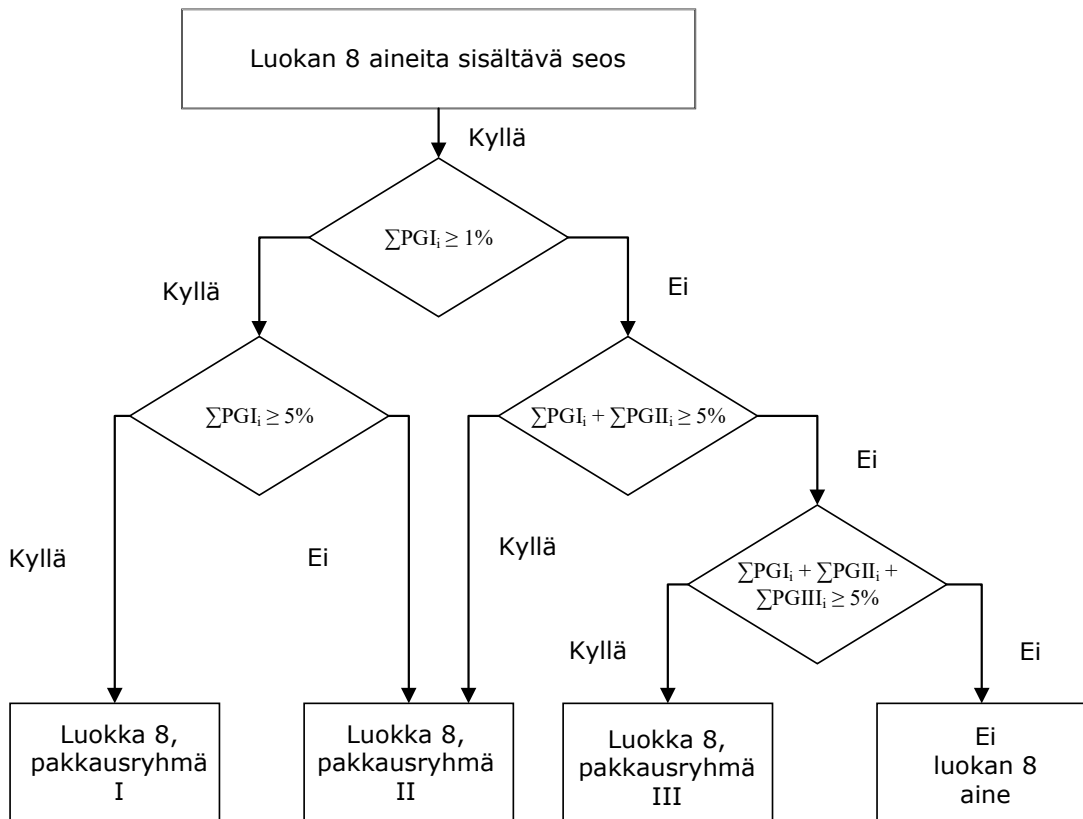 Luokan 8 aineita sisältävä seos
Kyllä
∑PGIᵢ ≥ 1%
Kyllä
Ei
∑PGIᵢ ≥ 5%
∑PGIᵢ + ∑PGIIᵢ ≥ 5%
Ei
Kyllä
Ei
Kyllä
∑PGIᵢ + ∑PGIIᵢ +
∑PGIIIᵢ ≥ 5%
Kyllä
Ei
Luokka 8,
pakkausryhmä
I
Luokka 8,
pakkausryhmä
II
Luokka 8,
pakkausryhmä
III
Ei
luokan 8
aine